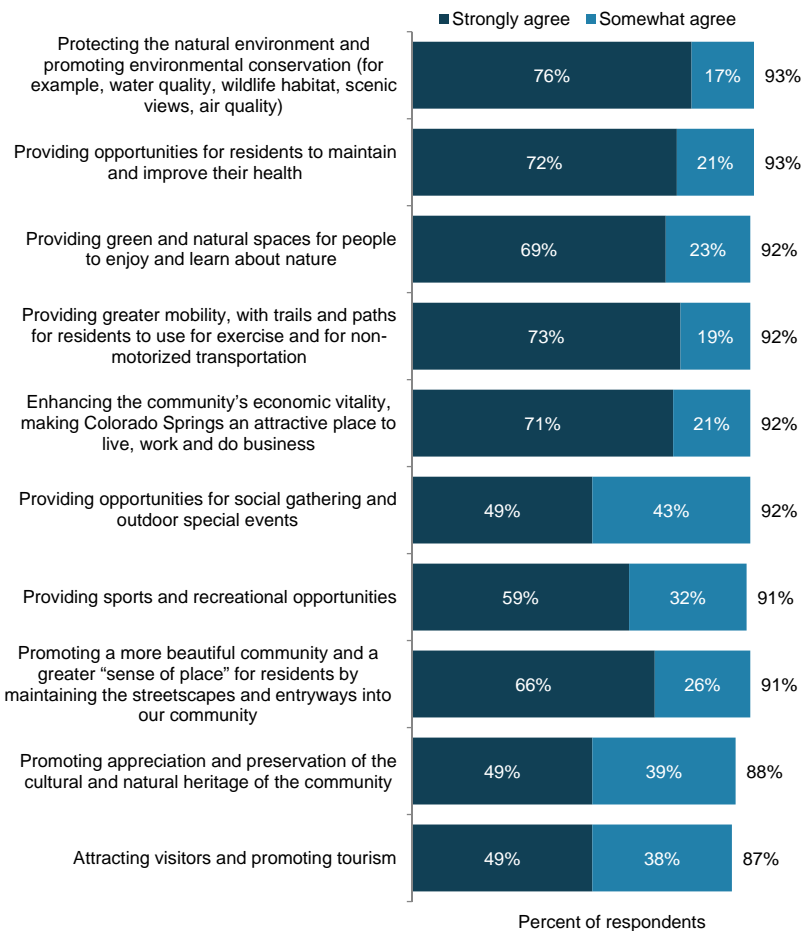 Strongly agree Somewhat agree
Protecting the natural environment and
promoting environmental conservation (for
example, water quality, wildlife habitat, scenic
views, air quality)
76% 17% 93%
Providing opportunities for residents to maintain
and improve their health
72% 21% 93%
Providing green and natural spaces for people
to enjoy and learn about nature
69% 23% 92%
Providing greater mobility, with trails and paths
for residents to use for exercise and for non-
motorized transportation
73% 19% 92%
Enhancing the community’s economic vitality,
making Colorado Springs an attractive place to
live, work and do business
71% 21% 92%
Providing opportunities for social gathering and
outdoor special events
49% 43% 92%
Providing sports and recreational opportunities
59% 32% 91%
Promoting a more beautiful community and a
greater “sense of place” for residents by
maintaining the streetscapes and entryways into
our community
66% 26% 91%
Promoting appreciation and preservation of the
cultural and natural heritage of the community
49% 39% 88%
Attracting visitors and promoting tourism
49% 38% 87%
Percent of respondents